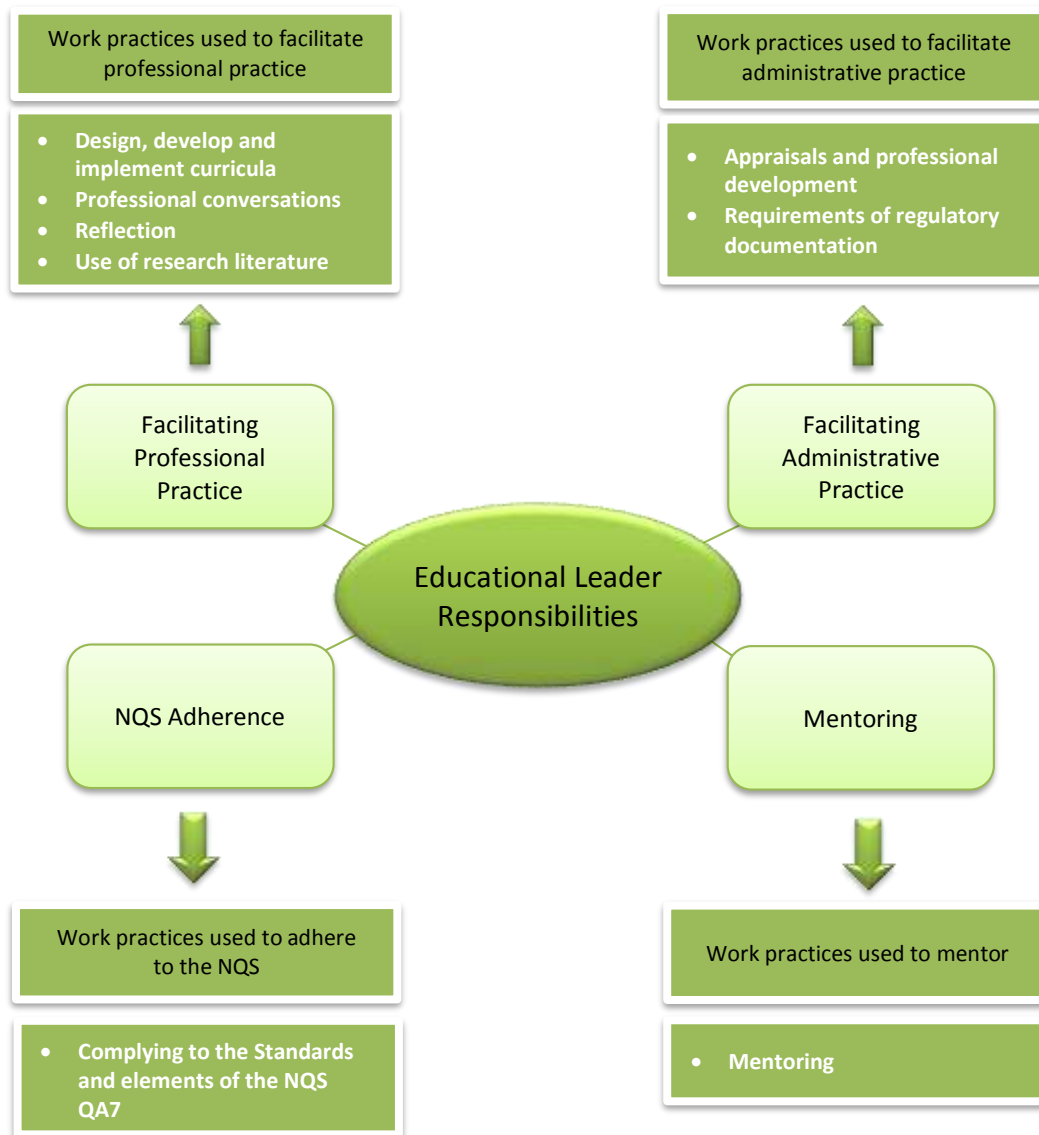 Work practices used to facilitate
professional practice
• Design, develop and
implement curricula
• Professional conversations
• Reflection
• Use of research literature
Work practices used to facilitate
administrative practice
• Appraisals and professional
development
• Requirements of regulatory
documentation
Facilitating
Professional
Practice
Facilitating
Administrative
Practice
Educational Leader
Responsibilities
NQS Adherence
Mentoring
Work practices used to adhere
to the NQS
• Complying to the Standards
and elements of the NQS
QA7
Work practices used to mentor
• Mentoring